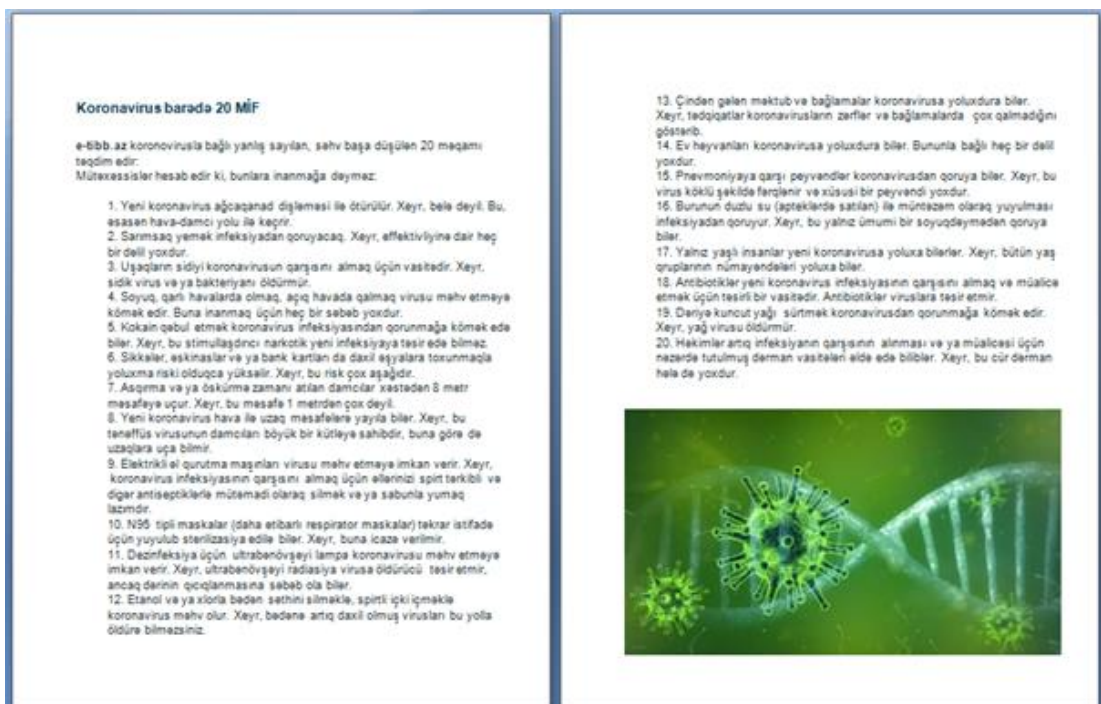 Koronavirus barədə 20 MİF
e-tibb.az koronovirusla bağlı yanlış sayılan, səhv başa düşülən 20 məqamı
təqdim edir:
Mütəxəssislər hesab edir ki, bunlara inanmağa dəyməz:
1. Yeni koronavirus ağcaqanad dişləməsi ilə ötürülür. Xeyr, belə deyil. Bu,
əsasən hava-damcı yolu ilə keçrir.
2. Sarımsaq yemək infeksiyadan qoruyacaq. Xeyr, effektivliyinə dair heç
bir dəlil yoxdur.
3. Uşaqların sidiyi koronavirusun qarşısını almaq üçün vasitədir. Xeyr,
sidik virus və ya bakteriyanı öldürmür.
4. Soyuq, qarlı havalarda olmaq, açıq havada qalmaq virusu məhv etməyə
kömək edir. Buna inanmaq üçün heç bir səbəb yoxdur.
5. Kokain qəbul etmək koronavirus infeksiyasından qorunmağa kömək edə
bilər. Xeyr, bu stimullaşdırıcı narkotik yeni infeksiyaya təsir edə bilməz.
6. Sikkələr, əskinaslar və ya bank kartları da daxil əşyalara toxunmaqla
yoluxma riski olduqca yüksəlir. Xeyr, bu risk çox aşağıdır.
7. Asqırma və ya öskürmə zamanı atılan damcılar xəstədən 8 metr
məsafəyə uçur. Xeyr, bu məsafə 1 metrdən çox deyil.
8. Yeni koronavirus hava ilə uzaq məsafələrə yayıla bilər. Xeyr, bu
tənəffüs virusunun damcıları böyük bir kütləyə sahibdir, buna görə də
uzaqlara uça bilmir.
9. Elektrikli əl qurutma maşınları virusu məhv etməyə imkan verir. Xeyr,
koronavirus infeksiyasının qarşısını almaq üçün əllərinizi spirt tərkibli və
digər antiseptiklərlə mütəmadi olaraq silmək və ya sabunla yumaq
lazımdır.
10. N95 tipli maskalar (daha etibarlı respirator maskalar) təkrar istifadə
üçün yuyulub sterilizasiya edilə bilər. Xeyr, buna icazə verilmir.
11. Dezinfeksiya üçün ultrabənövşəyi lampa koronavirusu məhv etməyə
imkan verir. Xeyr, ultrabənövşəyi radiasiya virusa öldürücü təsir etmir,
ancaq dərinin qıcıqlanmasına səbəb ola bilər.
12. Etanol və ya xlorla bədən səthini silməklə, spirtli içki içməklə
koronavirus məhv olur. Xeyr, bədənə artıq daxil olmuş virusları bu yolla
öldürə bilməzsiniz.
13. Çindən gələn məktub və bağlamalar koronavirusa yoluxdura bilər.
Xeyr, tədqiqatlar koronavirusların zərflər və bağlamalarda çox qalmadığını
göstərib.
14. Ev heyvanları koronavirusa yoluxdura bilər. Bununla bağlı heç bir dəlil
yoxdur.
15. Pnevmoniyaya qarşı peyvəndlər koronavirusdan qoruya bilər. Xeyr, bu
virus köklü şəkildə fərqlənir və xüsusi bir peyvəndi yoxdur.
16. Burunun duzlu su (apteklərdə satılan) ilə müntəzəm olaraq yuyulması
infeksiyadan qoruyur. Xeyr, bu yalnız ümumi bir soyuqdəymədən qoruya
bilər.
17. Yalnız yaşlı insanlar yeni koronavirusa yoluxa bilərlər. Xeyr, bütün yaş
qruplarının nümayəndələri yoluxa bilər.
18. Antibiotiklər yeni koronavirus infeksiyasının qarşısını almaq və müalicə
etmək üçün təsirli bir vasitədir. Antibiotiklər viruslara təsir etmir.
19. Dəriyə kuncut yağı sürtmək koronavirusdan qorunmağa kömək edir.
Xeyr, yağ virusu öldürmür.
20. Həkimlər artıq infeksiyanın qarşısının alınması və ya müalicəsi üçün
nəzərdə tutulmuş dərman vasitələri əldə edə biliblər. Xeyr, bu cür dərman
hələ də yoxdur.